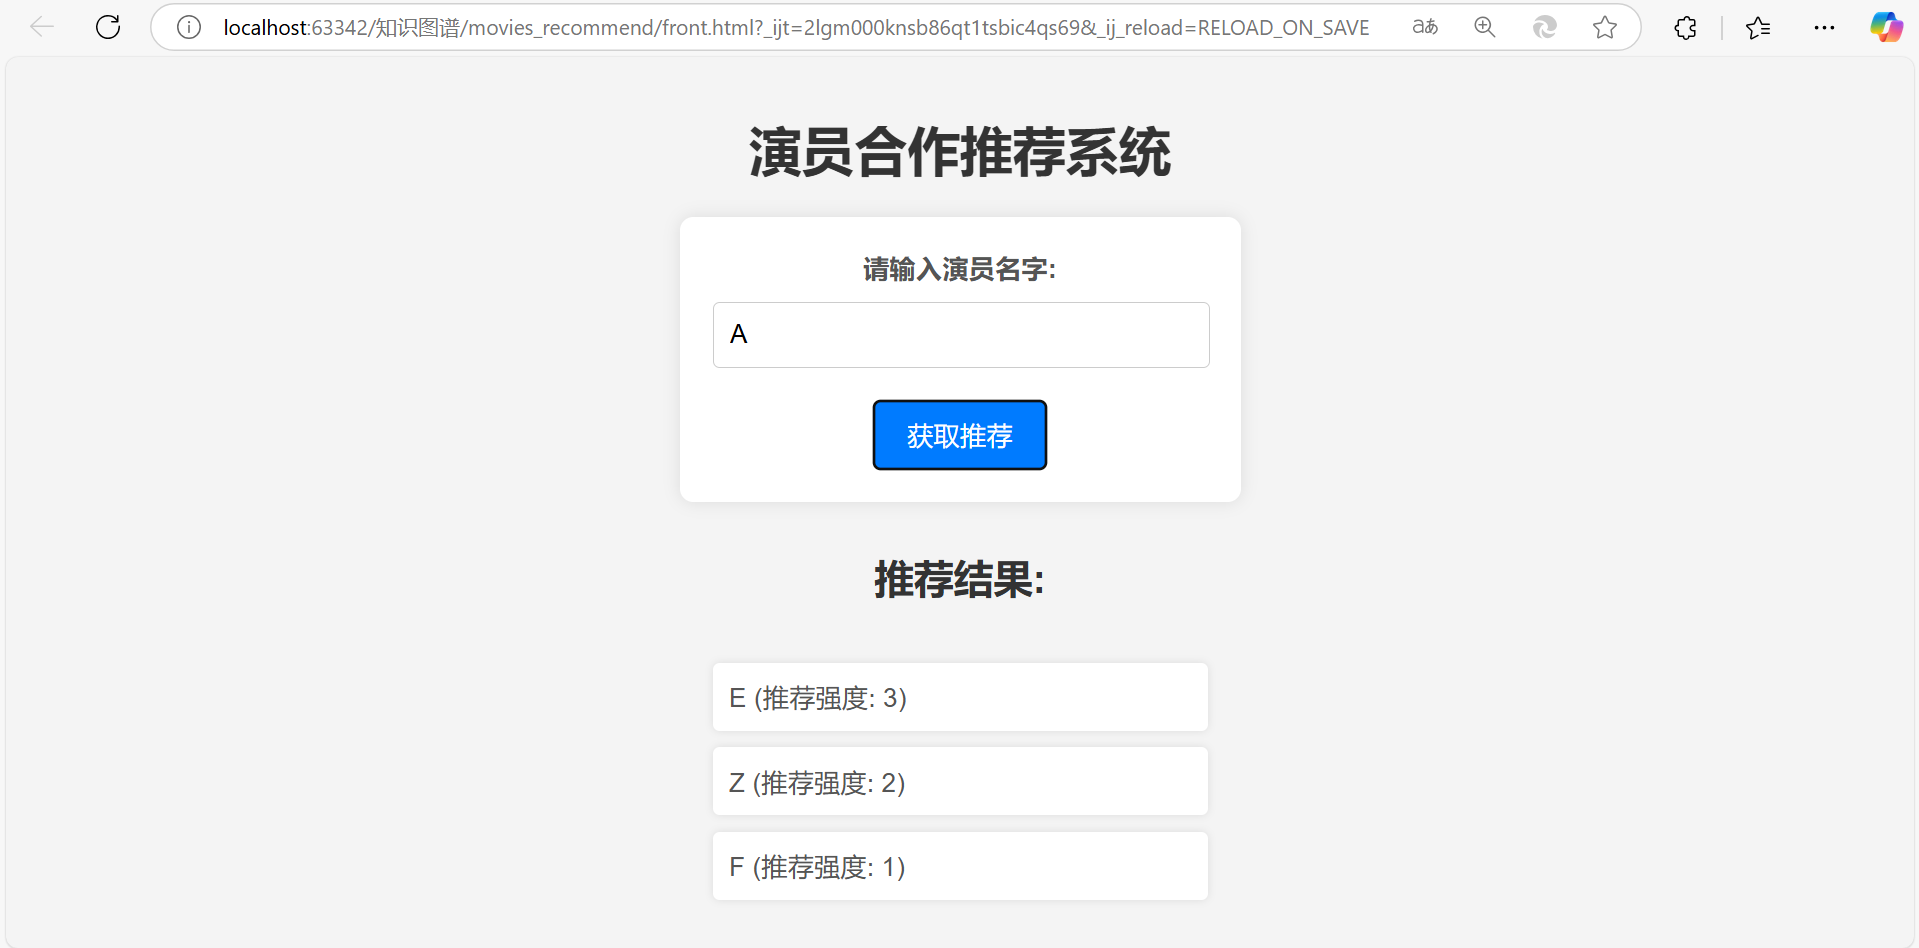 localhost:63342/知识图谱/movies_recommend/front.html?_ijt=2lgm000knsb86qt1tsbic4qs69&_ij_reload=RELOAD_ON_SAVE aあ
演员合作推荐系统
请输入演员名字:
A
获取推荐
推荐结果:
E (推荐强度: 3)
Z (推荐强度: 2)
F (推荐强度: 1)